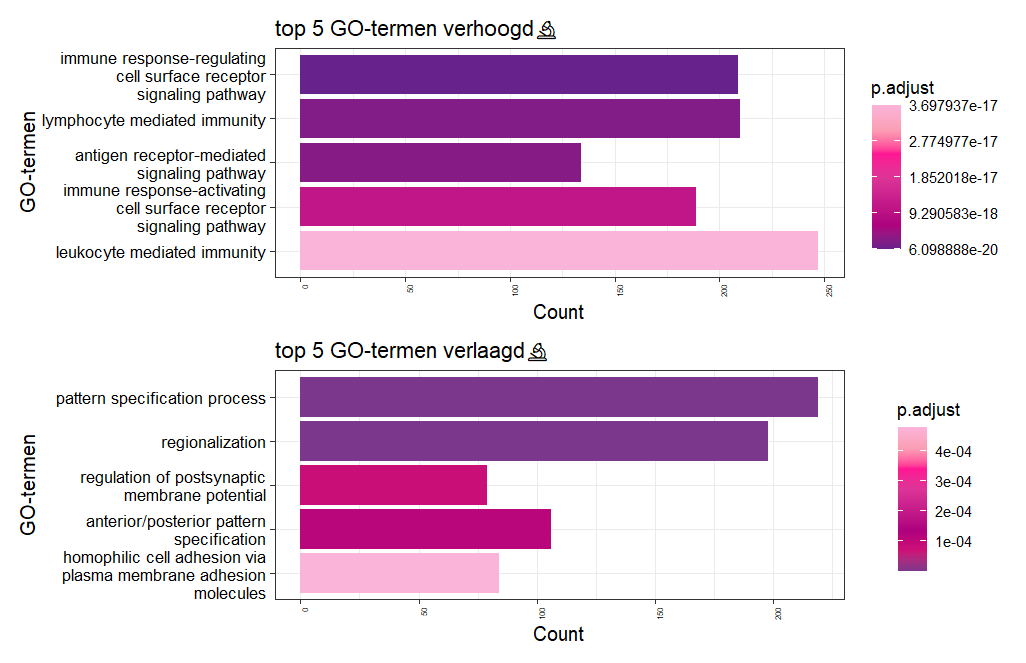 top 5 GO-termen verhoogd🔬
GO-termen
immune response-regulating
cell surface receptor
signaling pathway
lymphocyte mediated immunity
antigen receptor-mediated
signaling pathway
immune response-activating
cell surface receptor
signaling pathway
leukocyte mediated immunity
0 50 100 150 200 250
Count
p.adjust
3.697937e-17
2.774977e-17
1.852018e-17
9.290583e-18
6.098888e-20
top 5 GO-termen verlaagd🔬
GO-termen
pattern specification process
regionalization
regulation of postsynaptic
membrane potential
anterior/posterior pattern
specification
homophilic cell adhesion via
plasma membrane adhesion
molecules
0 50 100 150 200
Count
p.adjust
4e-04
3e-04
2e-04
1e-04